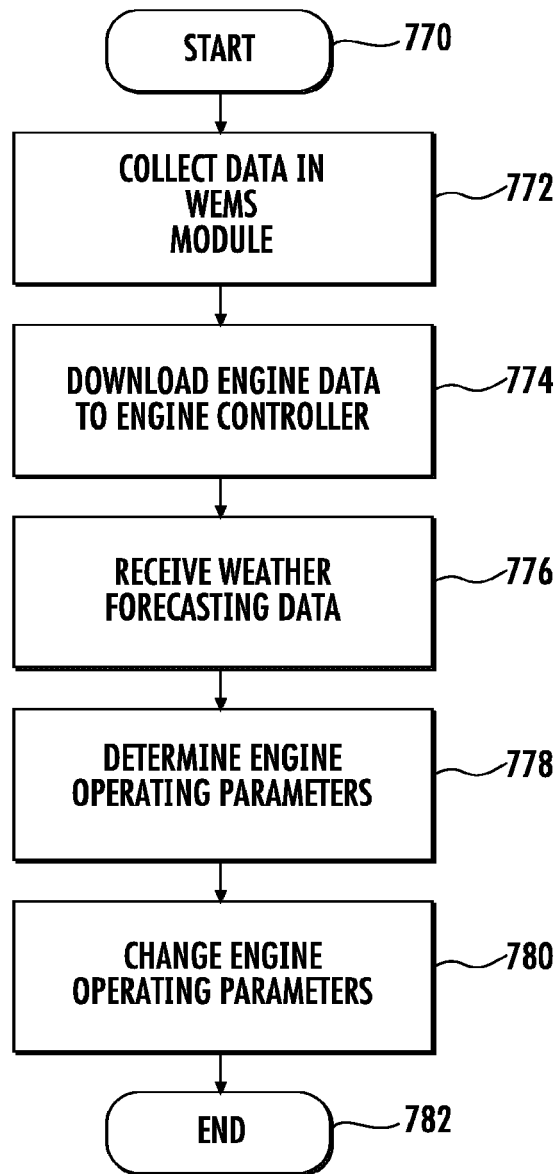 START
770
COLLECT DATA IN
WEMS
MODULE
772
DOWNLOAD ENGINE DATA
TO ENGINE CONTROLLER
774
RECEIVE WEATHER
FORECASTING DATA
776
DETERMINE ENGINE
OPERATING PARAMETERS
778
CHANGE ENGINE
OPERATING PARAMETERS
780
END
782